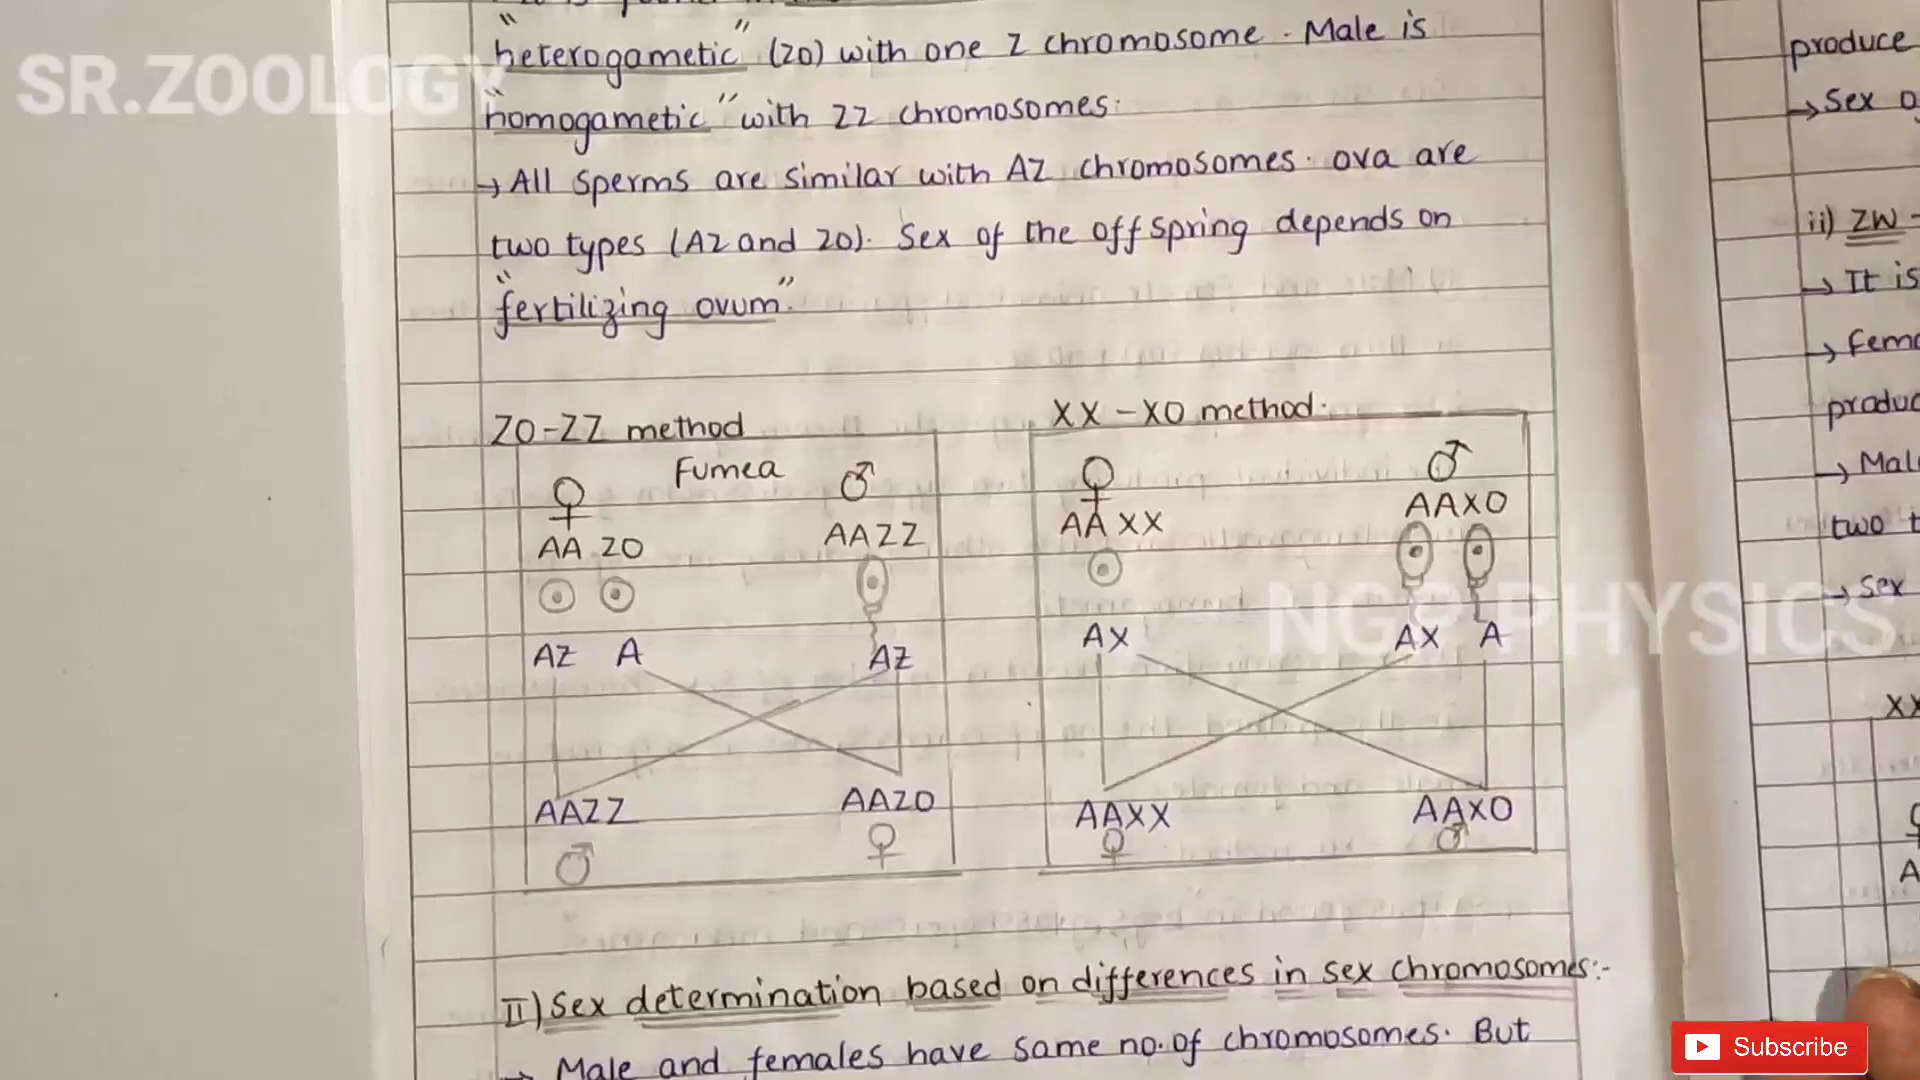 "heterogametic" (ZO) with one Z chromosome. Male is
"homogametic" with ZZ chromosomes.
→ All sperms are similar with AZ chromosomes. ova are
two types (AZ and ZO). Sex of the offspring depends on
"fertilizing ovum".
ZO-ZZ method
Fumea
♀ ♂
AA ZO AAZZ
AZ A AZ
AAZZ AAZO
♂ ♀
XX-XO method.
♀ ♂
AA XX AAXO
AX AX A
AAXX AAXO
♀ ♂
II) Sex determination based on differences in sex chromosomes:-
→ Male and females have same no. of chromosomes. But
produce
→ Sex
ii) ZW-
→ It is
→
→
two
→ Sex
XX
A
SR.ZOOLOGY
PHYSICS
Subscribe